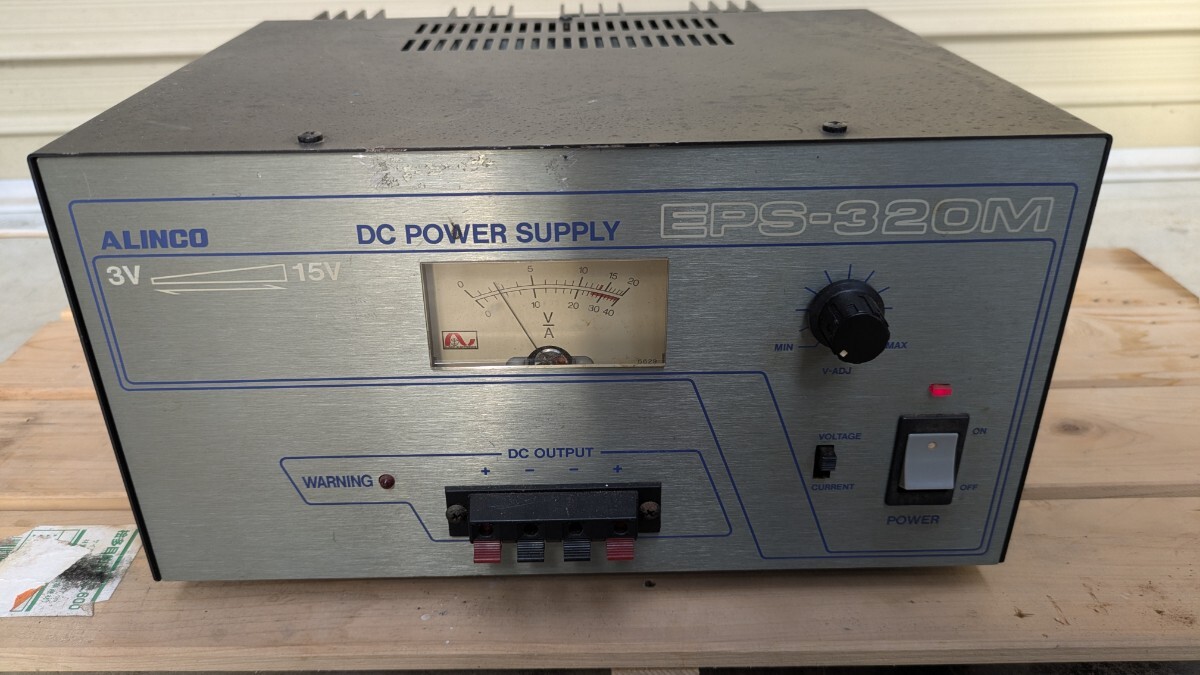 ALINCO
DC POWER SUPPLY
EPS-320M
3V
15V
0 5 10 15 20
0 10 20 30 40
V
A
MIN
MAX
V-ADJ
VOLTAGE
CURRENT
ON
OFF
POWER
DC OUTPUT
+ − − +
WARNING